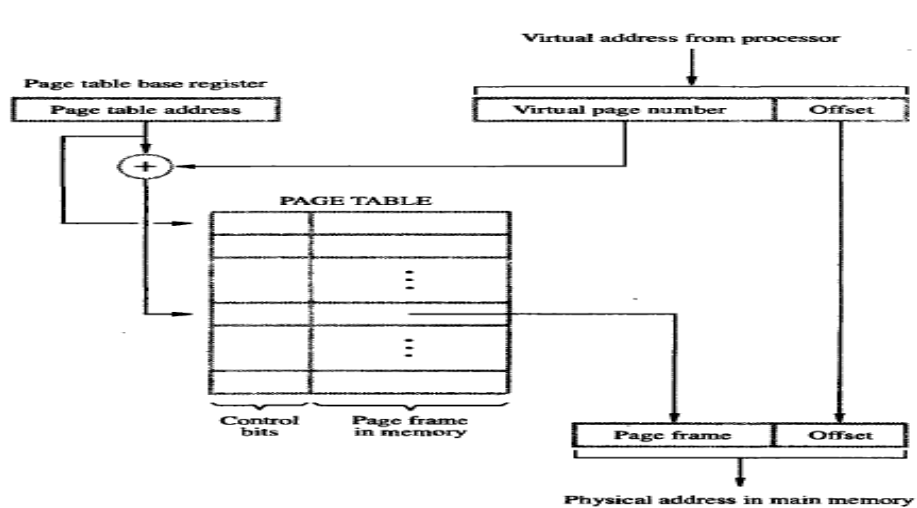 Virtual address from processor
Page table base register
Page table address
Virtual page number
Offset
+
PAGE TABLE
Control
bits
Page frame
in memory
Page frame
Offset
Physical address in main memory